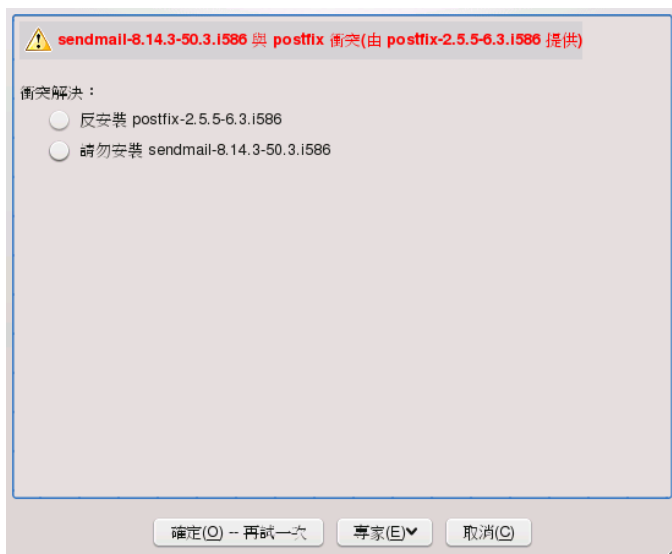 sendmail-8.14.3-50.3.i586 與 postfix 衝突(由 postfix-2.5.5-6.3.i586 提供)
衝突解決：
反安裝 postfix-2.5.5-6.3.i586
請勿安裝 sendmail-8.14.3-50.3.i586
確定(O) -- 再試一次 專家(E) 取消(C)